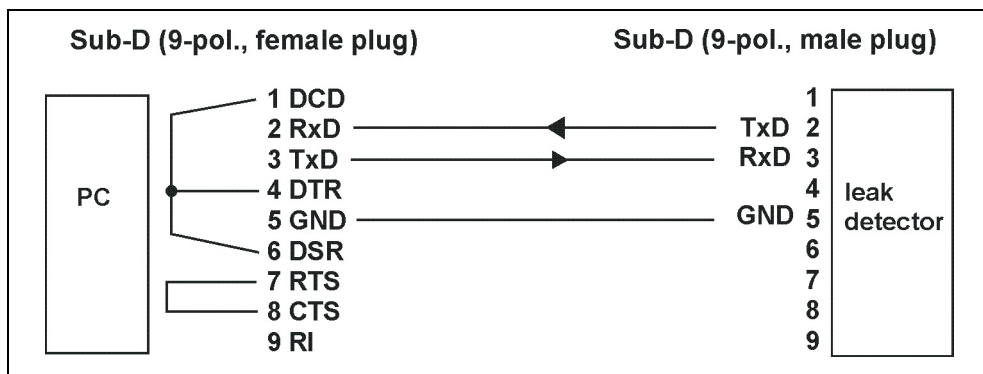 Sub-D (9-pol., female plug)
Sub-D (9-pol., male plug)
PC
1 DCD
2 RxD
3 TxD
4 DTR
5 GND
6 DSR
7 RTS
8 CTS
9 RI
1
TxD 2
RxD 3
4
GND 5
6
7
8
9
leak
detector